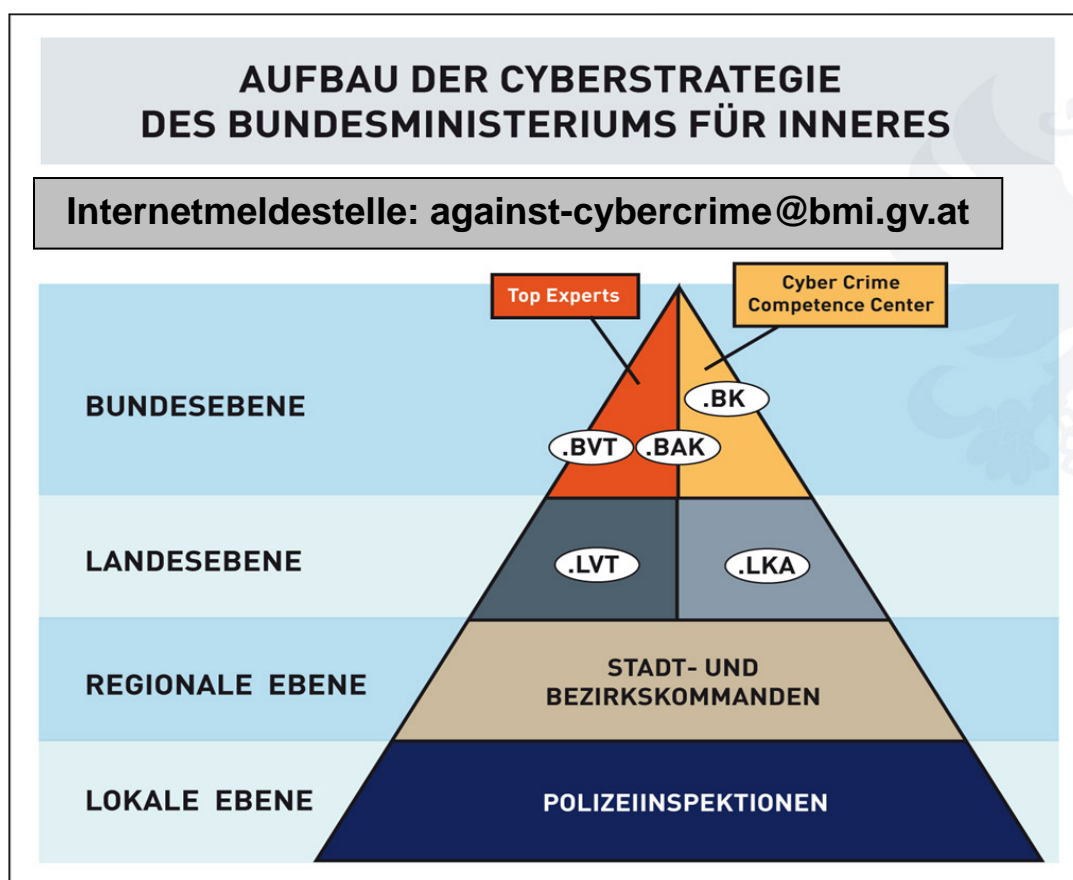 AUFBAU DER CYBERSTRATEGIE
DES BUNDESMINISTERIUMS FÜR INNERES
Internetmeldestelle: against-cybercrime@bmi.gv.at
Top Experts
Cyber Crime
Competence Center
BUNDESEBENE
.BK
.BVT
.BAK
LANDESEBENE
.LVT
.LKA
REGIONALE EBENE
STADT- UND
BEZIRKSKOMMANDEN
LOKALE EBENE
POLIZEIINSPEKTIONEN